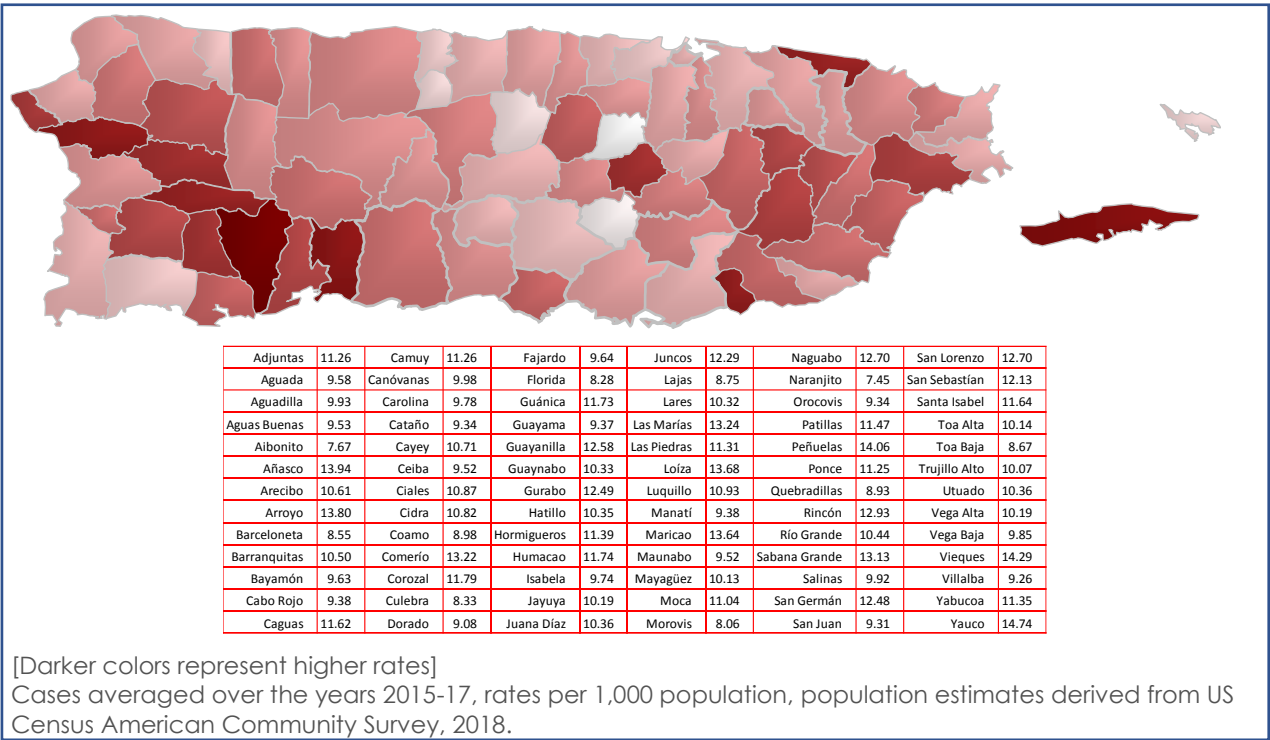 Adjuntas 11.26 Camuy 11.26 Fajardo 9.64 Juncos 12.29 Naguabo 12.70 San Lorenzo 12.70
Aguada 9.58 Canóvanas 9.98 Florida 8.28 Lajas 8.75 Naranjito 7.45 San Sebastían 12.13
Aguadilla 9.93 Carolina 9.78 Guánica 11.73 Lares 10.32 Orocovis 9.34 Santa Isabel 11.64
Aguas Buenas 9.53 Cataño 9.34 Guayama 9.37 Las Marías 13.24 Patillas 11.47 Toa Alta 10.14
Aibonito 7.67 Cayey 10.71 Guayanilla 12.58 Las Piedras 11.31 Peñuelas 14.06 Toa Baja 8.67
Añasco 13.94 Ceiba 9.52 Guaynabo 10.33 Loíza 13.68 Ponce 11.25 Trujillo Alto 10.07
Arecibo 10.61 Ciales 10.87 Gurabo 12.49 Luquillo 10.93 Quebradillas 8.93 Utuado 10.36
Arroyo 13.80 Cidra 10.82 Hatillo 10.35 Manatí 9.38 Rincón 12.93 Vega Alta 10.19
Barceloneta 8.55 Coamo 8.98 Hormigueros 11.39 Maricao 13.64 Río Grande 10.44 Vega Baja 9.85
Barranquitas 10.50 Comerío 13.22 Humacao 11.74 Maunabo 9.52 Sabana Grande 13.13 Vieques 14.29
Bayamón 9.63 Corozal 11.79 Isabela 9.74 Mayagüez 10.13 Salinas 9.92 Villalba 9.26
Cabo Rojo 9.38 Culebra 8.33 Jayuya 10.19 Moca 11.04 San Germán 12.48 Yabucoa 11.35
Caguas 11.62 Dorado 9.08 Juana Díaz 10.36 Morovis 8.06 San Juan 9.31 Yauco 14.74
[Darker colors represent higher rates]
Cases averaged over the years 2015-17, rates per 1,000 population, population estimates derived from US
Census American Community Survey, 2018.